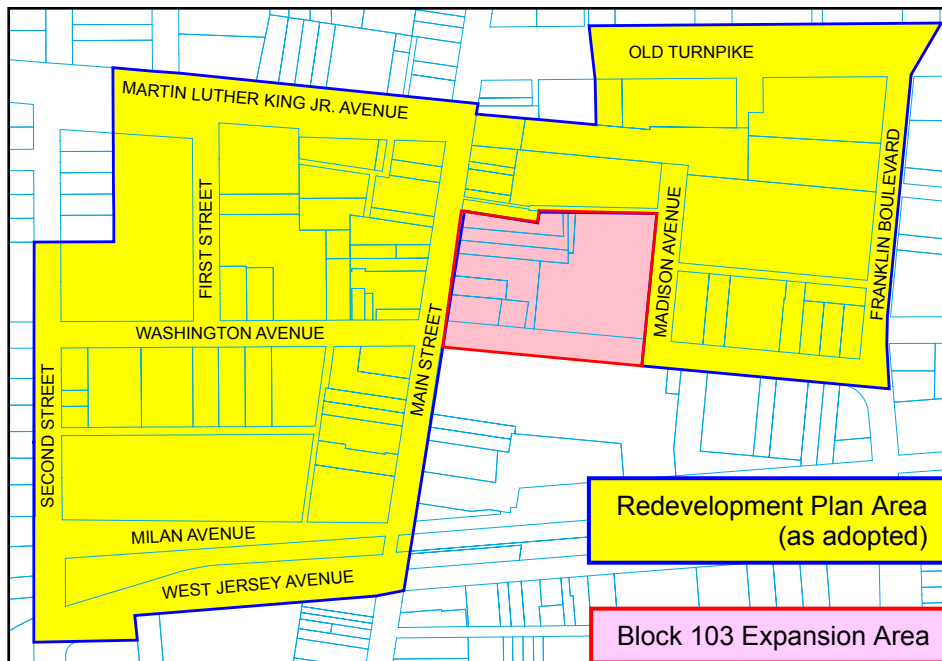 OLD TURNPIKE
MARTIN LUTHER KING JR. AVENUE
FRANKLIN BOULEVARD
FIRST STREET
MADISON AVENUE
WASHINGTON AVENUE
MAIN STREET
SECOND STREET
MILAN AVENUE
WEST JERSEY AVENUE
Redevelopment Plan Area
(as adopted)
Block 103 Expansion Area